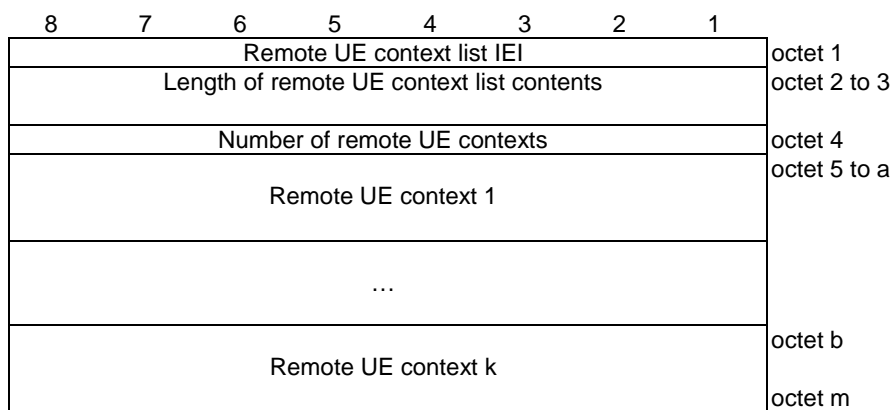 8 7 6 5 4 3 2 1
Remote UE context list IEI octet 1
Length of remote UE context list contents octet 2 to 3
Number of remote UE contexts octet 4
octet 5 to a
Remote UE context 1
…
octet b
Remote UE context k
octet m